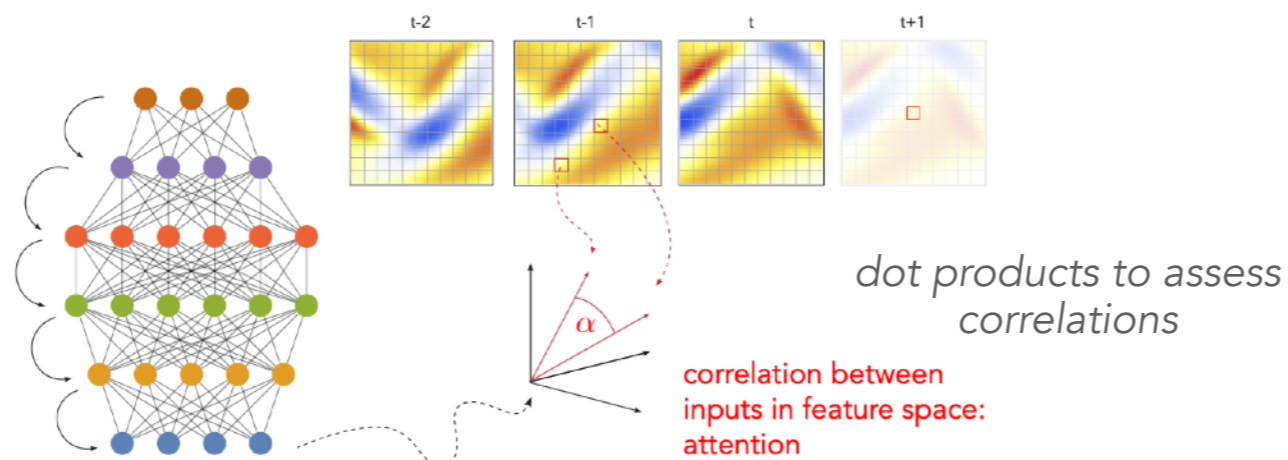 t-2
t-1
t
t+1
dot products to assess
correlations
α
correlation between
inputs in feature space:
attention